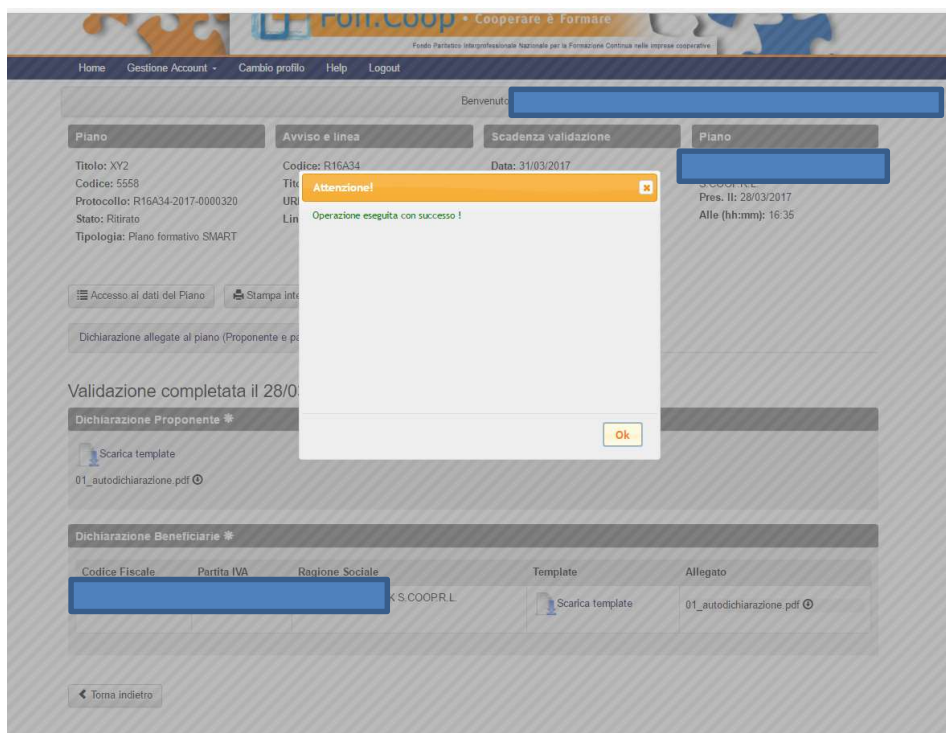 Fon.Coop • Cooperare è Formare
Fondo Paritetico Interprofessionale Nazionale per la Formazione Continua nelle imprese cooperative
Home Gestione Account Cambio profilo Help Logout
Benvenuto
Piano Avviso e linea Scadenza validazione Piano
Titolo: XY2 Codice: R16A34 Data: 31/03/2017
Codice: 5558 S.COOP.R.L.
Protocollo: R16A34-2017-0000320 Pres. Il: 28/03/2017
Stato: Ritirato Lin Alle (hh:mm): 16:35
Tipologia: Piano formativo SMART
Attenzione!
Operazione eseguita con successo !
Ok
Accesso ai dati del Piano Stampa inte
Dichiarazione allegate al piano (Proponente e pa
Validazione completata il 28/0
Dichiarazione Proponente
Scarica template
01_autodichiarazione.pdf
Dichiarazione Beneficiarie
Codice Fiscale Partita IVA Ragione Sociale Template Allegato
K S.COOP.R.L. Scarica template 01_autodichiarazione.pdf
Torna indietro